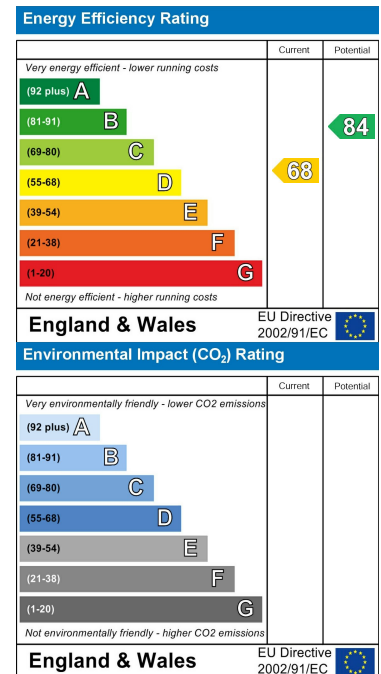 Energy Efficiency Rating
Current Potential
Very energy efficient - lower running costs
(92 plus) A
(81-91) B
84
(69-80) C
68
(55-68) D
(39-54) E
(21-38) F
(1-20) G
Not energy efficient - higher running costs
England & Wales
EU Directive
2002/91/EC
Environmental Impact (CO₂) Rating
Current Potential
Very environmentally friendly - lower CO2 emissions
(92 plus) A
(81-91) B
(69-80) C
(55-68) D
(39-54) E
(21-38) F
(1-20) G
Not environmentally friendly - higher CO2 emissions
England & Wales
EU Directive
2002/91/EC